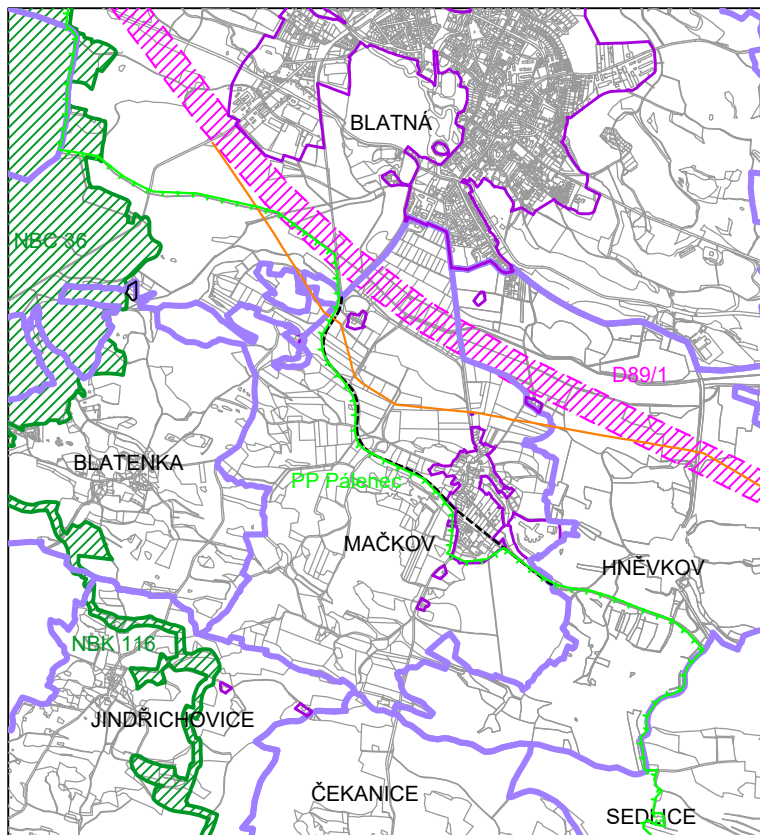 BLATNÁ
NBC 36
D89/1
BLATENKA
PP Pálenec
MAČKOV
HNĚVKOV
NBK 116
JINDŘICHOVICE
ČEKANICE
SEDLICE